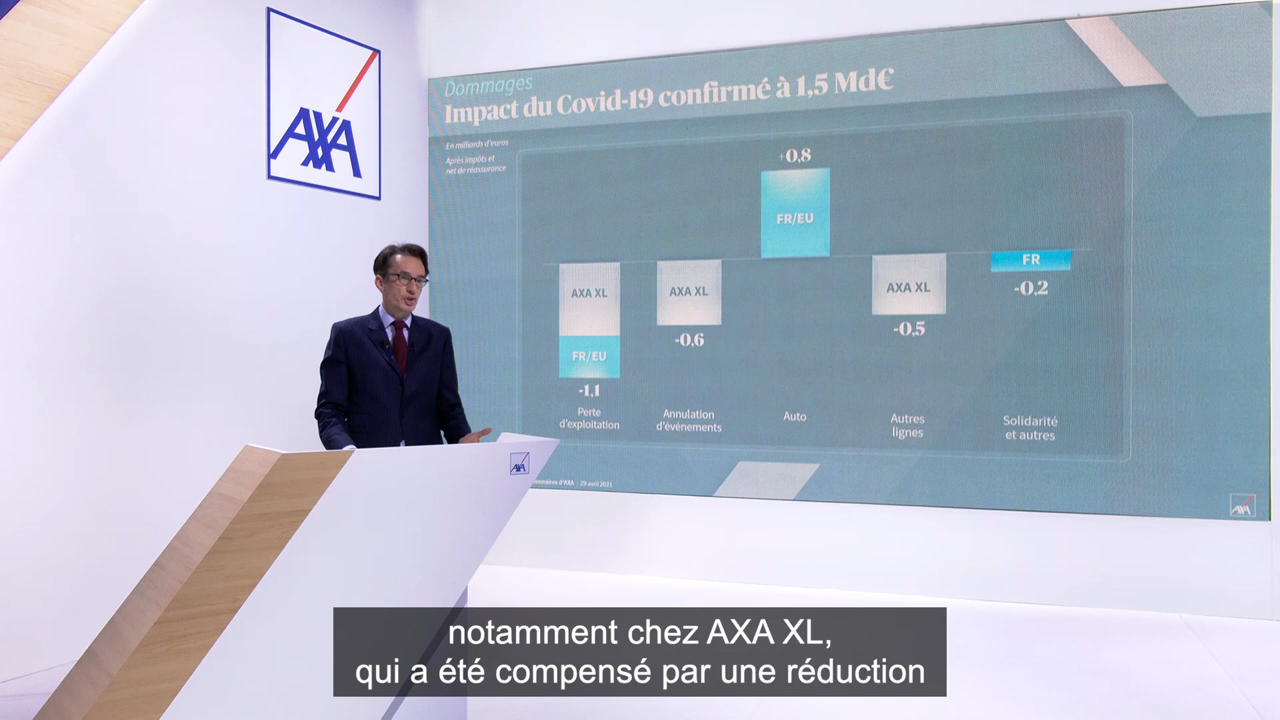 AXA
Dommages
Impact du Covid-19 confirmé à 1,5 Md€
En milliards d'euros
Après impôts et
net de réassurance
+0,8
FR/EU
AXA XL
AXA XL
AXA XL
FR
-0,2
-0,6
-0,5
FR/EU
-1,1
Perte
d'exploitation
Annulation
d'événements
Auto
Autres
lignes
Solidarité
et autres
AXA
d'AXA | 29 avril 2021
AXA
notamment chez AXA XL,
qui a été compensé par une réduction